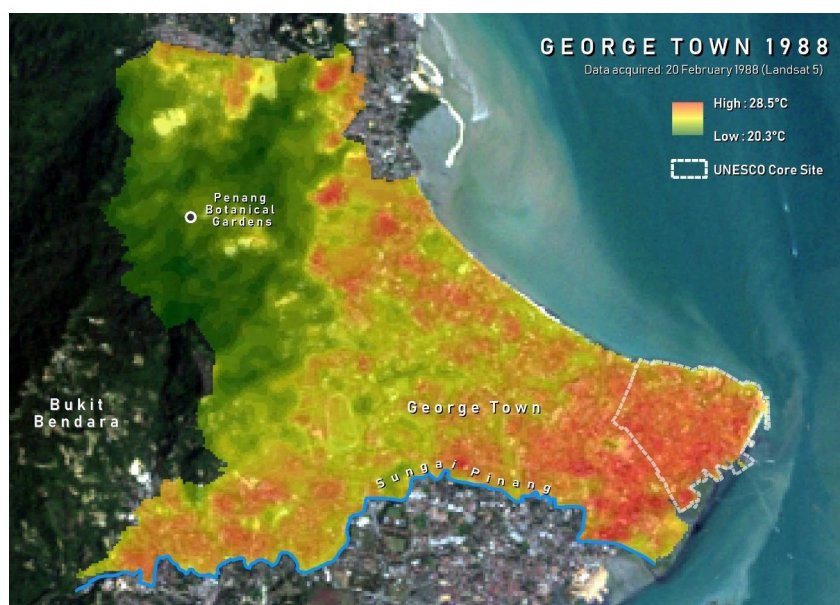 GEORGE TOWN 1988
Data acquired: 20 February 1988 (Landsat 5)
High : 28.5°C
Low : 20.3°C
UNESCO Core Site
Penang
Botanical
Gardens
Bukit
Bendara
George Town
Sungai Pinang